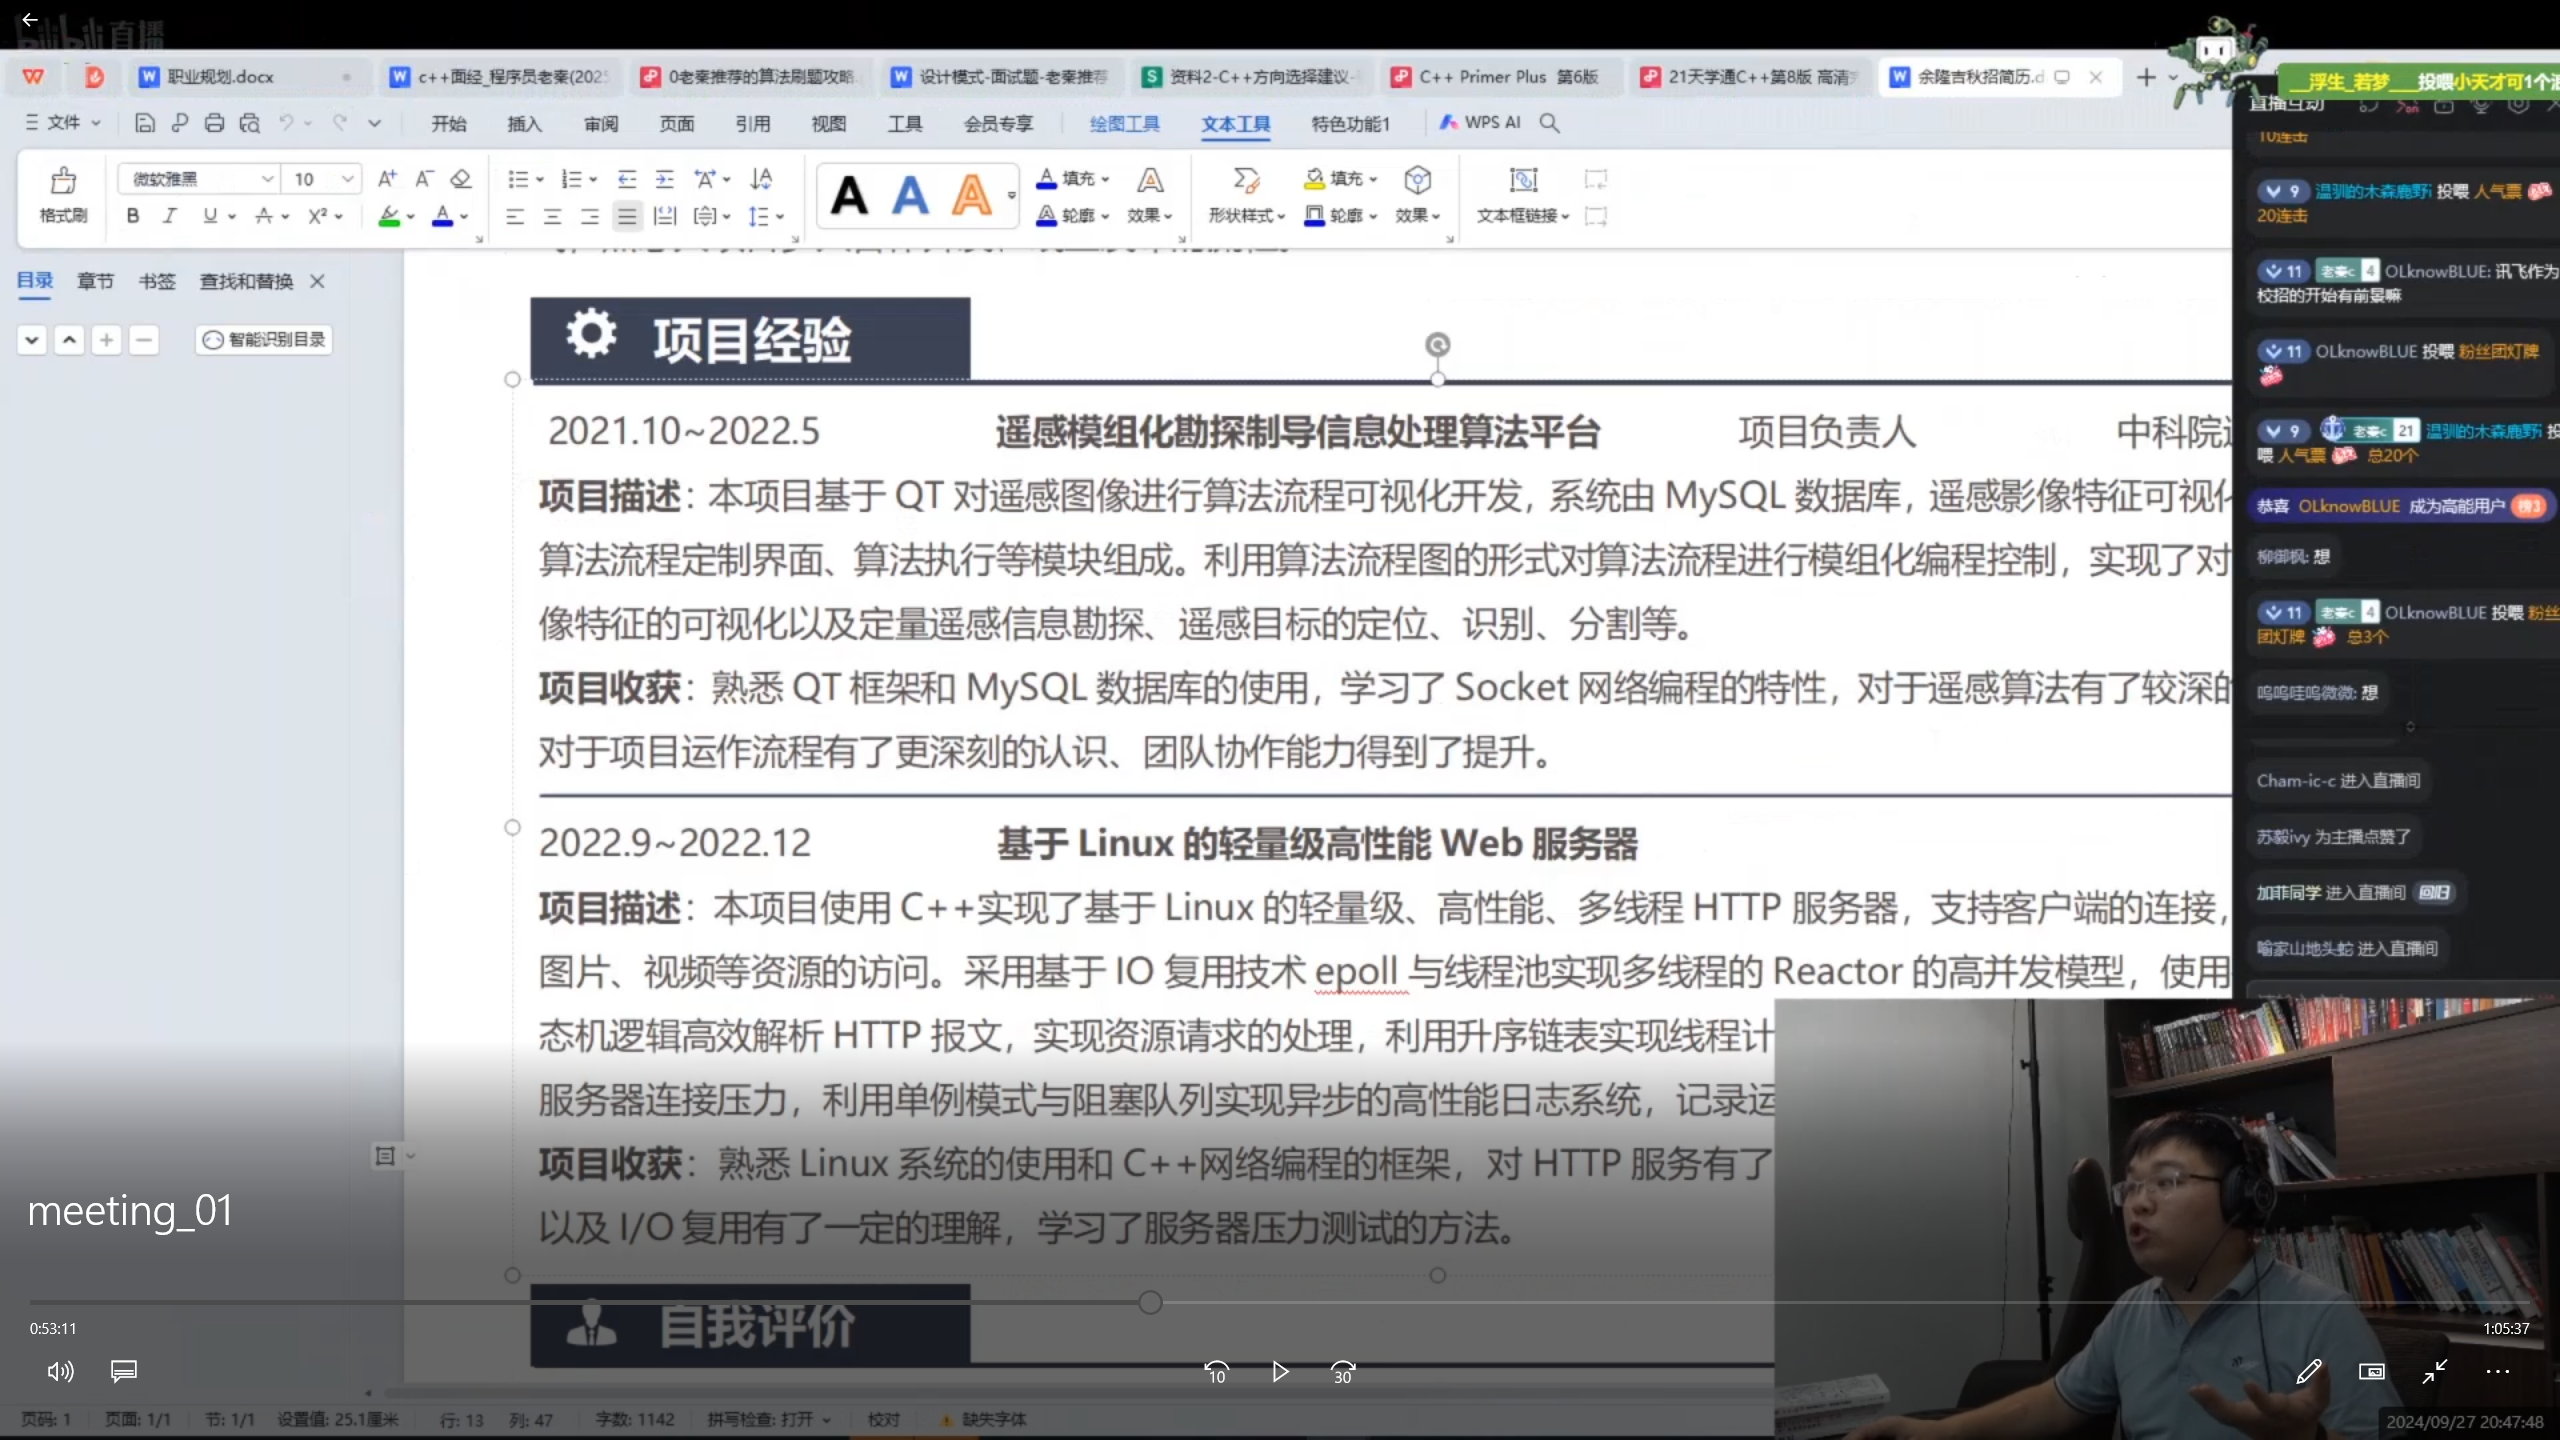 bilibili 直播
职业规划.docx
c++面经_程序员老秦(202
0老秦推荐的算法刷题攻略
设计模式-面试题-老秦推荐
资料2-C++方向选择建议
C++ Primer Plus 第6版
21天学通C++第8版 高清
余隆吉秋招简历.d
文件
开始 插入 审阅 页面 引用 视图 工具 会员专享 绘图工具 文本工具 特色功能1 WPS AI
格式刷
微软雅黑 10
填充 轮廓 效果
形状样式
填充 轮廓 效果
文本框链接
目录 章节 书签 查找和替换
智能识别目录
项目经验
2021.10~2022.5 遥感模组化勘探制导信息处理算法平台 项目负责人 中科院
项目描述：本项目基于 QT 对遥感图像进行算法流程可视化开发，系统由 MySQL 数据库，遥感影像特征可视化
算法流程定制界面、算法执行等模块组成。利用算法流程图的形式对算法流程进行模组化编程控制，实现了对
像特征的可视化以及定量遥感信息勘探、遥感目标的定位、识别、分割等。
项目收获：熟悉 QT 框架和 MySQL 数据库的使用，学习了 Socket 网络编程的特性，对于遥感算法有了较深的
对于项目运作流程有了更深刻的认识、团队协作能力得到了提升。
2022.9~2022.12 基于 Linux 的轻量级高性能 Web 服务器
项目描述：本项目使用 C++实现了基于 Linux 的轻量级、高性能、多线程 HTTP 服务器，支持客户端的连接，
图片、视频等资源的访问。采用基于 IO 复用技术 epoll 与线程池实现多线程的 Reactor 的高并发模型，使用
态机逻辑高效解析 HTTP 报文，实现资源请求的处理，利用升序链表实现线程计
服务器连接压力，利用单例模式与阻塞队列实现异步的高性能日志系统，记录运
项目收获：熟悉 Linux 系统的使用和 C++网络编程的框架，对 HTTP 服务有了
以及 I/O 复用有了一定的理解，学习了服务器压力测试的方法。
自我评价
__浮生_若梦___投喂小天才可1个
直播互动
10连击
9 温驯的木森鹿野 投喂 人气票
20连击
11 老秦c 4 OLknowBLUE: 讯飞作为
校招的开始有前景嘛
11 OLknowBLUE 投喂 粉丝团灯牌
9 老秦c 21 温驯的木森鹿野 投
喂 人气票 总20个
恭喜 OLknowBLUE 成为高能用户 榜3
柳御枫: 想
11 老秦c 4 OLknowBLUE 投喂 粉丝
团灯牌 总3个
呜呜哇呜微微: 想
Cham-ic-c 进入直播间
苏毅ivy 为主播点赞了
加菲同学 进入直播间 回归
喻家山地头蛇 进入直播间
meeting_01
0:53:11
1:05:37
10
30
页码: 1 页面: 1/1 节: 1/1 设置值: 25.1厘米 行: 13 列: 47 字数: 1142 拼写检查: 打开 校对 缺失字体
2024/09/27 20:47:48